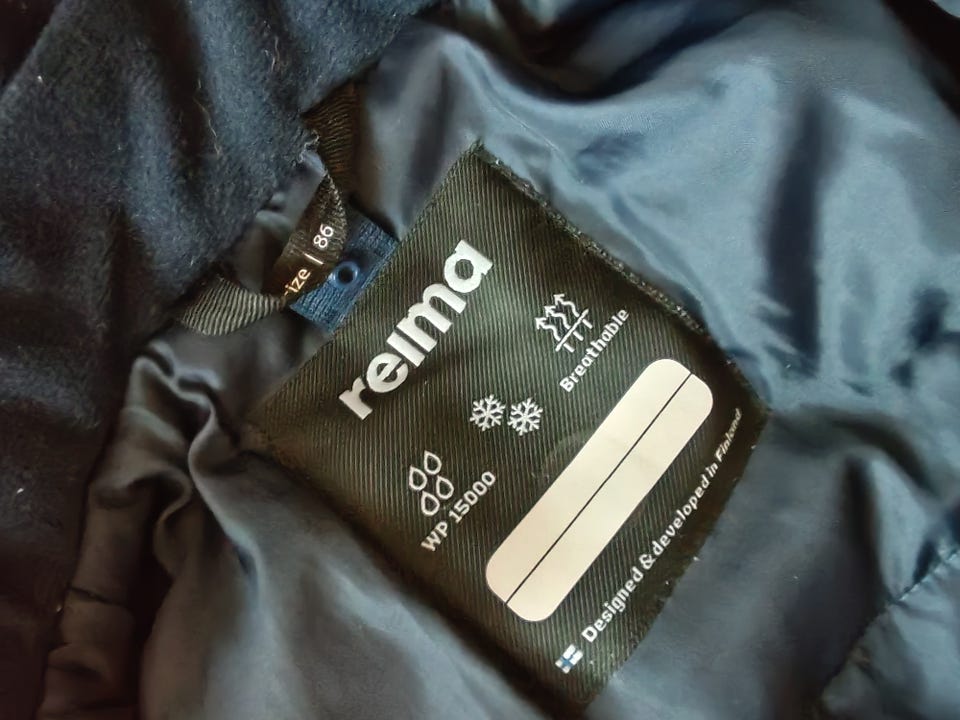 size | 86
reima
Breathable
WP 15000
Designed & developed in Finland